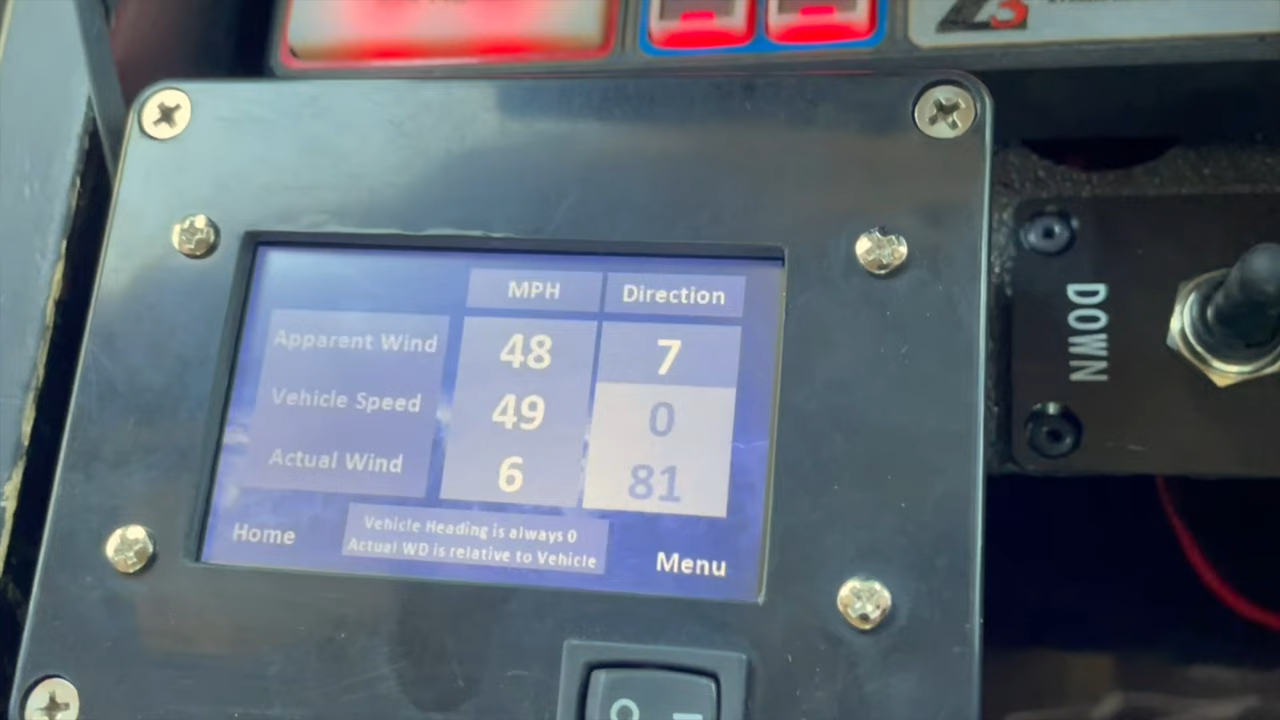 3
MPH Direction
Apparent Wind 48 7
Vehicle Speed 49 0
Actual Wind 6 81
Home
Vehicle Heading is always 0
Actual WD is relative to Vehicle
Menu
DOWN